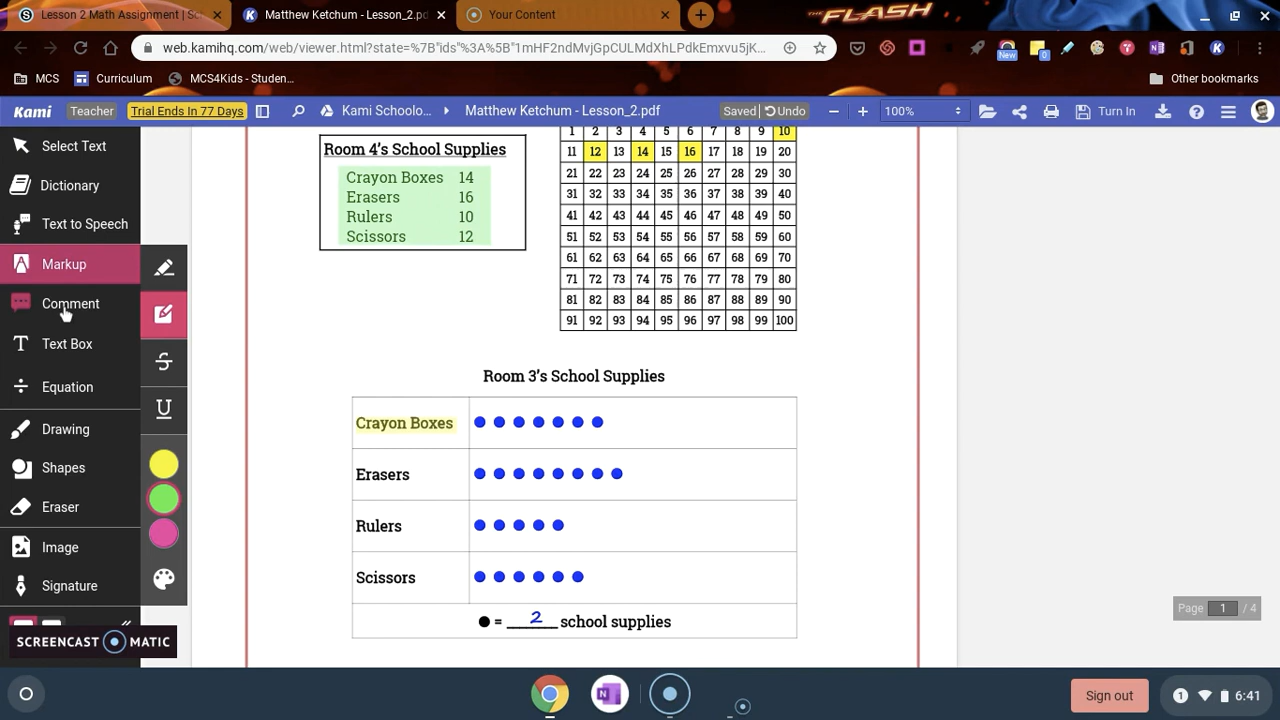 Lesson 2 Math Assignment | Sc
Matthew Ketchum - Lesson_2.pd
Your Content
THE FLASH
web.kamihq.com/web/viewer.html?state=%7B"ids"%3A%5B"1mHF2ndMvjGpCULMdXhLPdkEmxvu5jK...
New
0
MCS
Curriculum
MCS4Kids - Studen...
Other bookmarks
Kami
Teacher
Trial Ends In 77 Days
Kami Schoolo...
Matthew Ketchum - Lesson_2.pdf
Saved
Undo
100%
Turn In
Select Text
Dictionary
Text to Speech
Markup
Comment
Text Box
Equation
Drawing
Shapes
Eraser
Image
Signature
Room 4's School Supplies
Crayon Boxes 14
Erasers 16
Rulers 10
Scissors 12
1 2 3 4 5 6 7 8 9 10
11 12 13 14 15 16 17 18 19 20
21 22 23 24 25 26 27 28 29 30
31 32 33 34 35 36 37 38 39 40
41 42 43 44 45 46 47 48 49 50
51 52 53 54 55 56 57 58 59 60
61 62 63 64 65 66 67 68 69 70
71 72 73 74 75 76 77 78 79 80
81 82 83 84 85 86 87 88 89 90
91 92 93 94 95 96 97 98 99 100
Room 3's School Supplies
Crayon Boxes
Erasers
Rulers
Scissors
= 2 school supplies
Page 1 / 4
SCREENCAST MATIC
Sign out
1
6:41